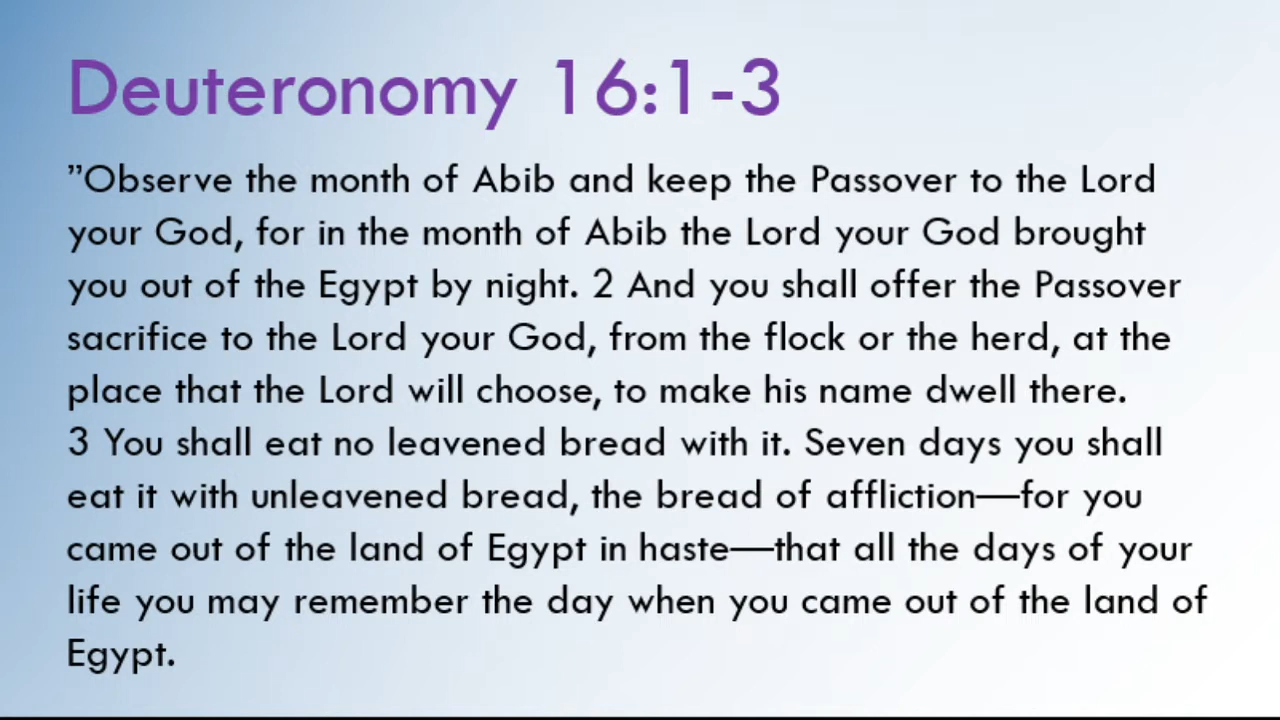 Deuteronomy 16:1-3
”Observe the month of Abib and keep the Passover to the Lord
your God, for in the month of Abib the Lord your God brought
you out of the Egypt by night. 2 And you shall offer the Passover
sacrifice to the Lord your God, from the flock or the herd, at the
place that the Lord will choose, to make his name dwell there.
3 You shall eat no leavened bread with it. Seven days you shall
eat it with unleavened bread, the bread of affliction—for you
came out of the land of Egypt in haste—that all the days of your
life you may remember the day when you came out of the land of
Egypt.